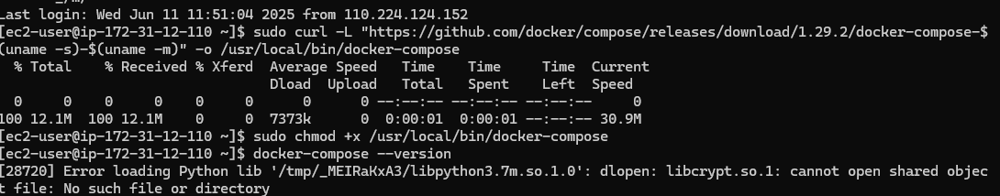 Last login: Wed Jun 11 11:51:04 2025 from 110.224.124.152
[ec2-user@ip-172-31-12-110 ~]$ sudo curl -L "https://github.com/docker/compose/releases/download/1.29.2/docker-compose-$
(uname -s)-$(uname -m)" -o /usr/local/bin/docker-compose
  % Total    % Received % Xferd  Average Speed   Time    Time     Time  Current
                                 Dload  Upload   Total   Spent    Left  Speed
  0     0    0     0    0     0      0      0 --:--:-- --:--:-- --:--:--     0
100 12.1M  100 12.1M    0     0  7373k      0  0:00:01  0:00:01 --:--:-- 30.9M
[ec2-user@ip-172-31-12-110 ~]$ sudo chmod +x /usr/local/bin/docker-compose
[ec2-user@ip-172-31-12-110 ~]$ docker-compose --version
[28720] Error loading Python lib '/tmp/_MEIRaKxA3/libpython3.7m.so.1.0': dlopen: libcrypt.so.1: cannot open shared objec
t file: No such file or directory